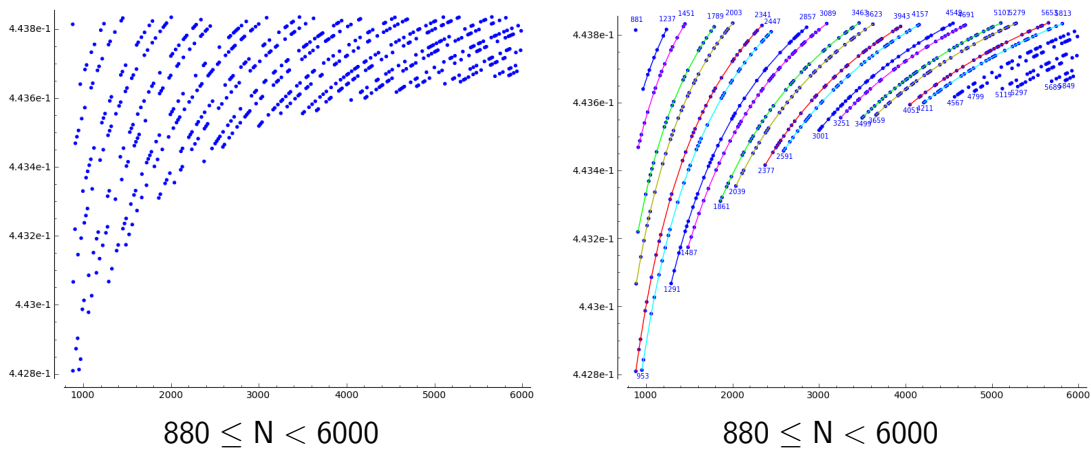 4.438e-1
4.436e-1
4.434e-1
4.432e-1
4.43e-1
4.428e-1
1000 2000 3000 4000 5000 6000
880 ≤ N < 6000
4.438e-1
4.436e-1
4.434e-1
4.432e-1
4.43e-1
4.428e-1
881 1237 1451 1789 2003 2341 2447 2857 3089 3463 3623 3943 4157 4549 4691 5107 5279 5653 5813
953 1291 1487 1861 2039 2377 2591 3001 3251 3499 3659 4051 4211 4567 4799 5119 5297 5689 5849
1000 2000 3000 4000 5000 6000
880 ≤ N < 6000